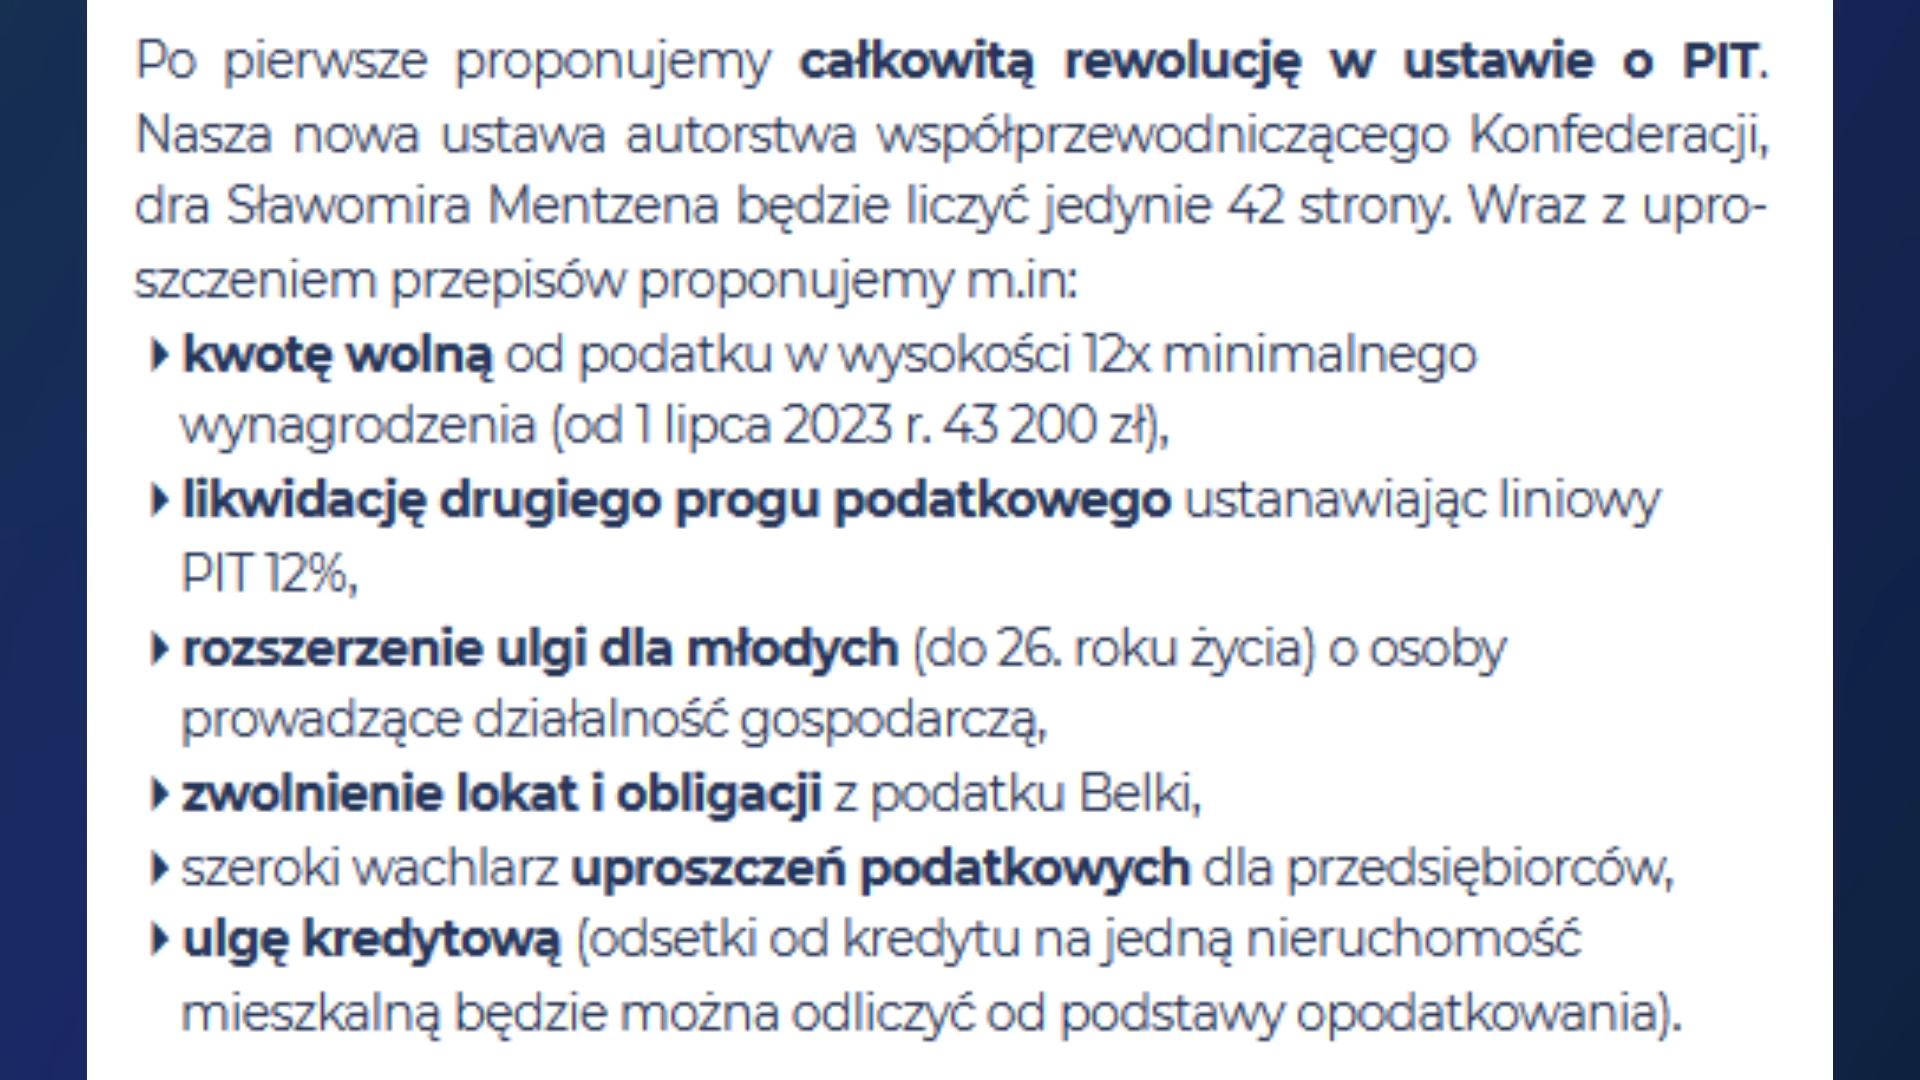 Po pierwsze proponujemy całkowitą rewolucję w ustawie o PIT.
Nasza nowa ustawa autorstwa współprzewodniczącego Konfederacji,
dra Sławomira Mentzena będzie liczyć jedynie 42 strony. Wraz z upro-
szczeniem przepisów proponujemy m.in:
kwotę wolną od podatku w wysokości 12x minimalnego
wynagrodzenia (od 1 lipca 2023 r. 43 200 zł),
likwidację drugiego progu podatkowego ustanawiając liniowy
PIT 12%,
rozszerzenie ulgi dla młodych (do 26. roku życia) o osoby
prowadzące działalność gospodarczą,
zwolnienie lokat i obligacji z podatku Belki,
szeroki wachlarz uproszczeń podatkowych dla przedsiębiorców,
ulgę kredytową (odsetki od kredytu na jedną nieruchomość
mieszkalną będzie można odliczyć od podstawy opodatkowania).